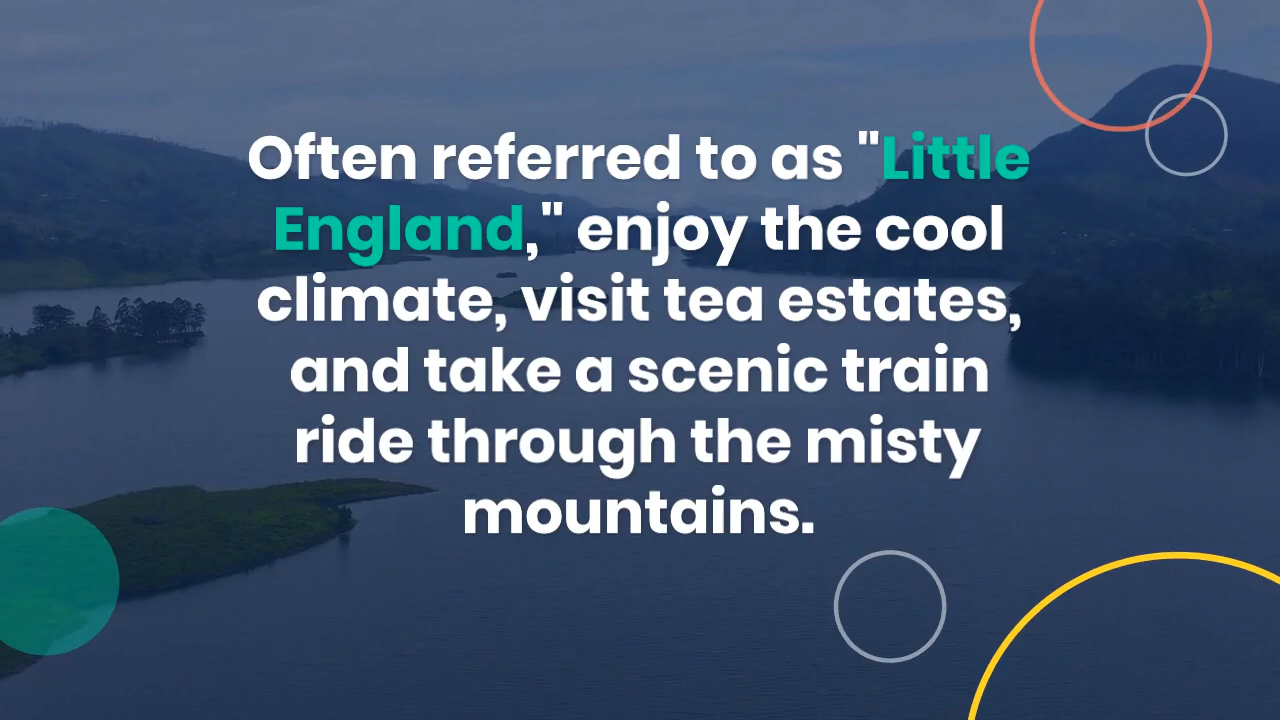 Often referred to as "Little
England," enjoy the cool
climate, visit tea estates,
and take a scenic train
ride through the misty
mountains.